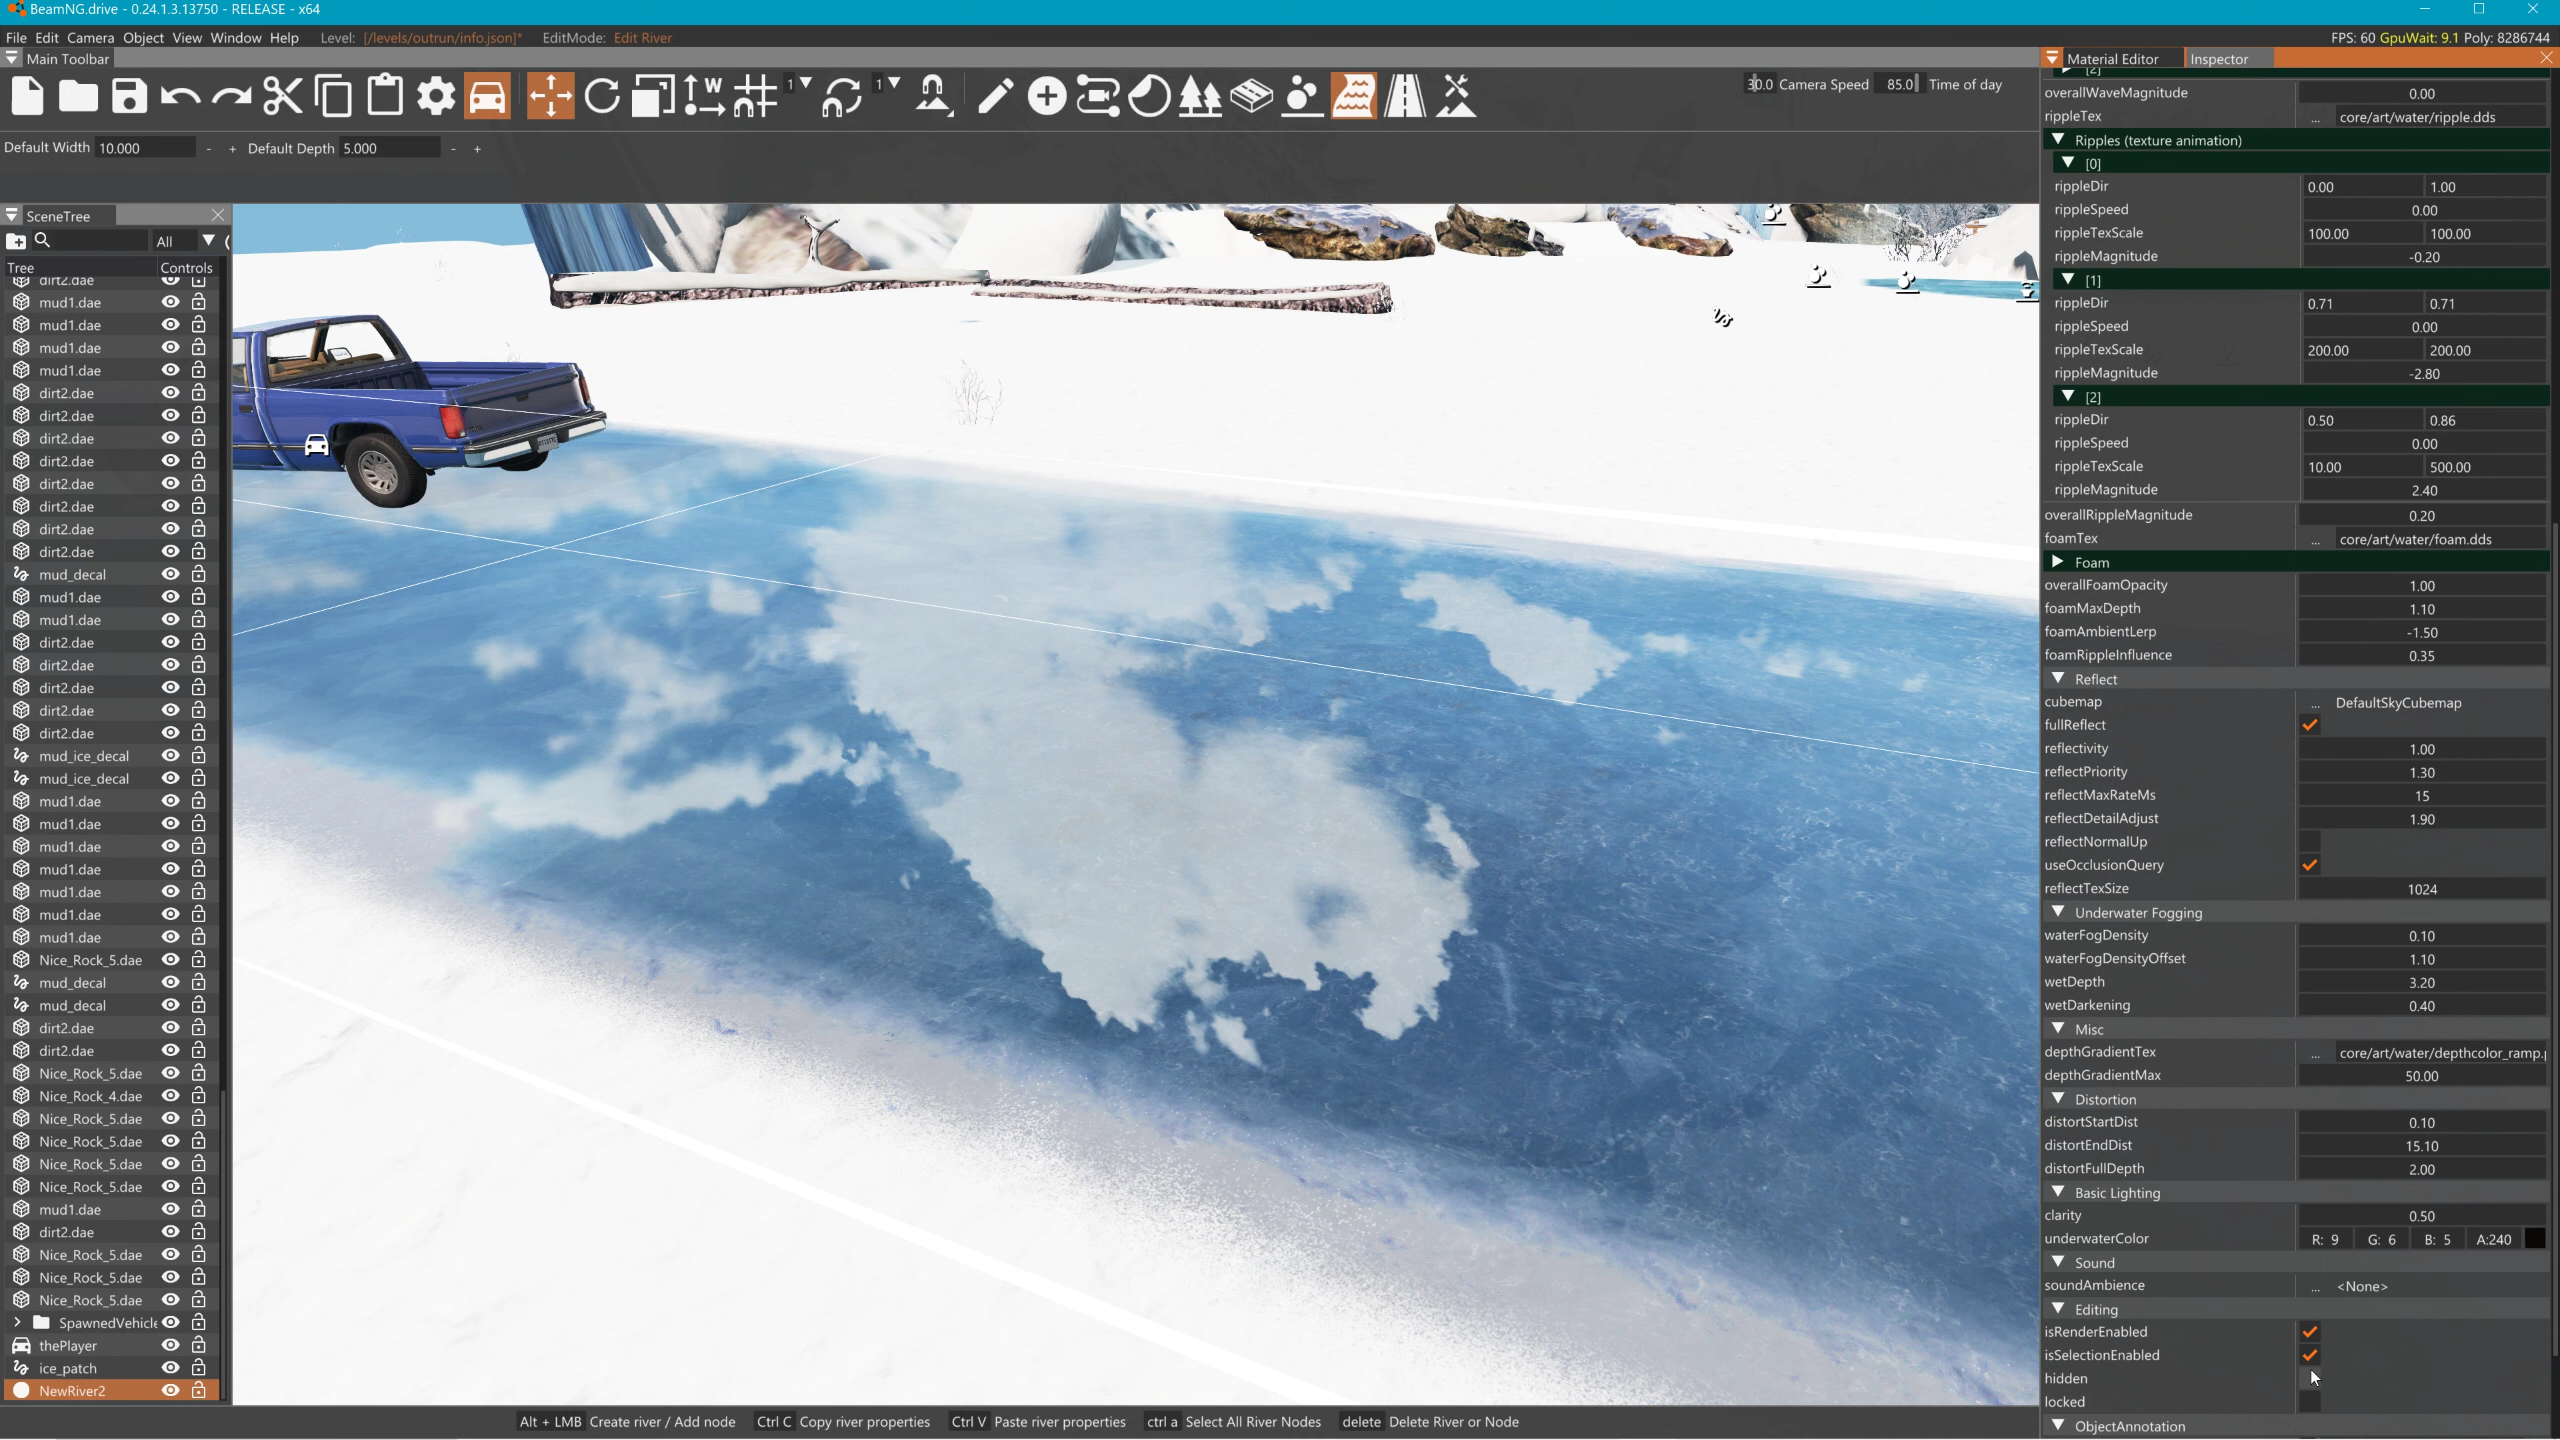 BeamNG.drive - 0.24.1.3.13750 - RELEASE - x64
File Edit Camera Object View Window Help Level: [/levels/outrun/info.json]* EditMode: Edit River FPS: 60 GpuWait: 9.1 Poly: 8286744
Main Toolbar
1 1 W 30.0 Camera Speed 85.0 Time of day
Default Width 10.000 - + Default Depth 5.000 - +
SceneTree
All
Tree Controls
dirt2.dae
mud1.dae
mud1.dae
mud1.dae
mud1.dae
dirt2.dae
dirt2.dae
dirt2.dae
dirt2.dae
dirt2.dae
dirt2.dae
dirt2.dae
dirt2.dae
mud_decal
mud1.dae
mud1.dae
dirt2.dae
dirt2.dae
dirt2.dae
dirt2.dae
dirt2.dae
mud_ice_decal
mud_ice_decal
mud1.dae
mud1.dae
mud1.dae
mud1.dae
mud1.dae
mud1.dae
mud1.dae
Nice_Rock_5.dae
mud_decal
mud_decal
dirt2.dae
dirt2.dae
Nice_Rock_5.dae
Nice_Rock_4.dae
Nice_Rock_5.dae
Nice_Rock_5.dae
Nice_Rock_5.dae
Nice_Rock_5.dae
mud1.dae
dirt2.dae
Nice_Rock_5.dae
Nice_Rock_5.dae
Nice_Rock_5.dae
SpawnedVehicle
thePlayer
ice_patch
NewRiver2
Material Editor Inspector
[2]
overallWaveMagnitude 0.00
rippleTex ... core/art/water/ripple.dds
Ripples (texture animation)
[0]
rippleDir 0.00 1.00
rippleSpeed 0.00
rippleTexScale 100.00 100.00
rippleMagnitude -0.20
[1]
rippleDir 0.71 0.71
rippleSpeed 0.00
rippleTexScale 200.00 200.00
rippleMagnitude -2.80
[2]
rippleDir 0.50 0.86
rippleSpeed 0.00
rippleTexScale 10.00 500.00
rippleMagnitude 2.40
overallRippleMagnitude 0.20
foamTex ... core/art/water/foam.dds
Foam
overallFoamOpacity 1.00
foamMaxDepth 1.10
foamAmbientLerp -1.50
foamRippleInfluence 0.35
Reflect
cubemap ... DefaultSkyCubemap
fullReflect
reflectivity 1.00
reflectPriority 1.30
reflectMaxRateMs 15
reflectDetailAdjust 1.90
reflectNormalUp
useOcclusionQuery
reflectTexSize 1024
Underwater Fogging
waterFogDensity 0.10
waterFogDensityOffset 1.10
wetDepth 3.20
wetDarkening 0.40
Misc
depthGradientTex ... core/art/water/depthcolor_ramp.p
depthGradientMax 50.00
Distortion
distortStartDist 0.10
distortEndDist 15.10
distortFullDepth 2.00
Basic Lighting
clarity 0.50
underwaterColor R: 9 G: 6 B: 5 A:240
Sound
soundAmbience ... <None>
Editing
isRenderEnabled
isSelectionEnabled
hidden
locked
ObjectAnnotation
Alt + LMB Create river / Add node Ctrl C Copy river properties Ctrl V Paste river properties ctrl a Select All River Nodes delete Delete River or Node